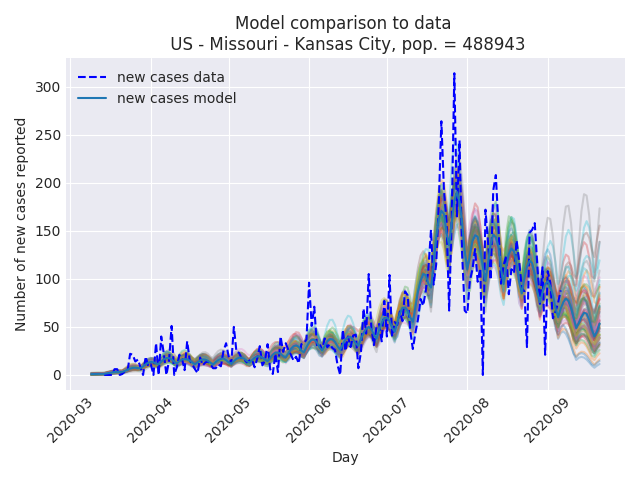 Model comparison to data
US - Missouri - Kansas City, pop. = 488943
new cases data
new cases model
Number of new cases reported
300
250
200
150
100
50
0
2020-03
2020-04
2020-05
2020-06
2020-07
2020-08
2020-09
Day